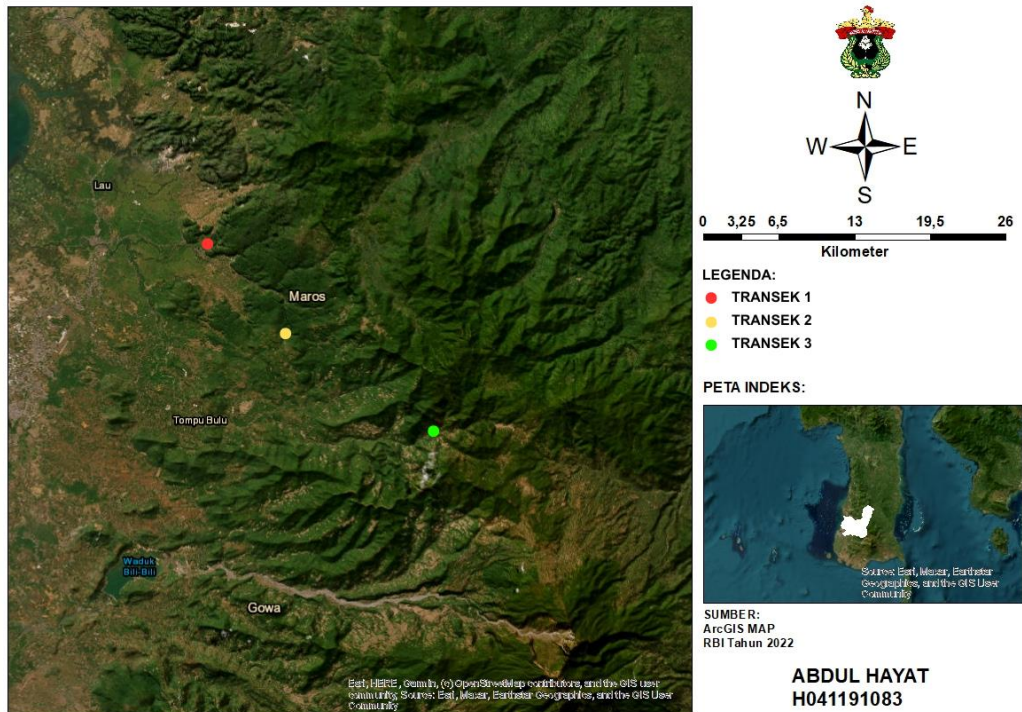 Lau
Maros
Tompu Bulu
Waduk
Bili-Bili
Gowa
Esri, HERE, Garmin, (c) OpenStreetMap contributors, and the GIS user
community, Source: Esri, Maxar, Earthstar Geographics, and the GIS User
Community
N
W E
S
0 3,25 6,5 13 19,5 26
Kilometer
LEGENDA:
TRANSEK 1
TRANSEK 2
TRANSEK 3
PETA INDEKS:
Source: Esri, Maxar, Earthstar
Geographics, and the GIS User
Community
SUMBER:
ArcGIS MAP
RBI Tahun 2022
ABDUL HAYAT
H041191083